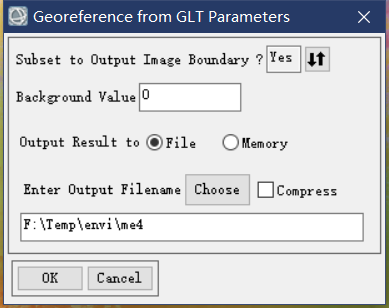 Georeference from GLT Parameters
Subset to Output Image Boundary ? Yes
Background Value 0
Output Result to File Memory
Enter Output Filename Choose Compress
F:\Temp\envi\me4
OK Cancel